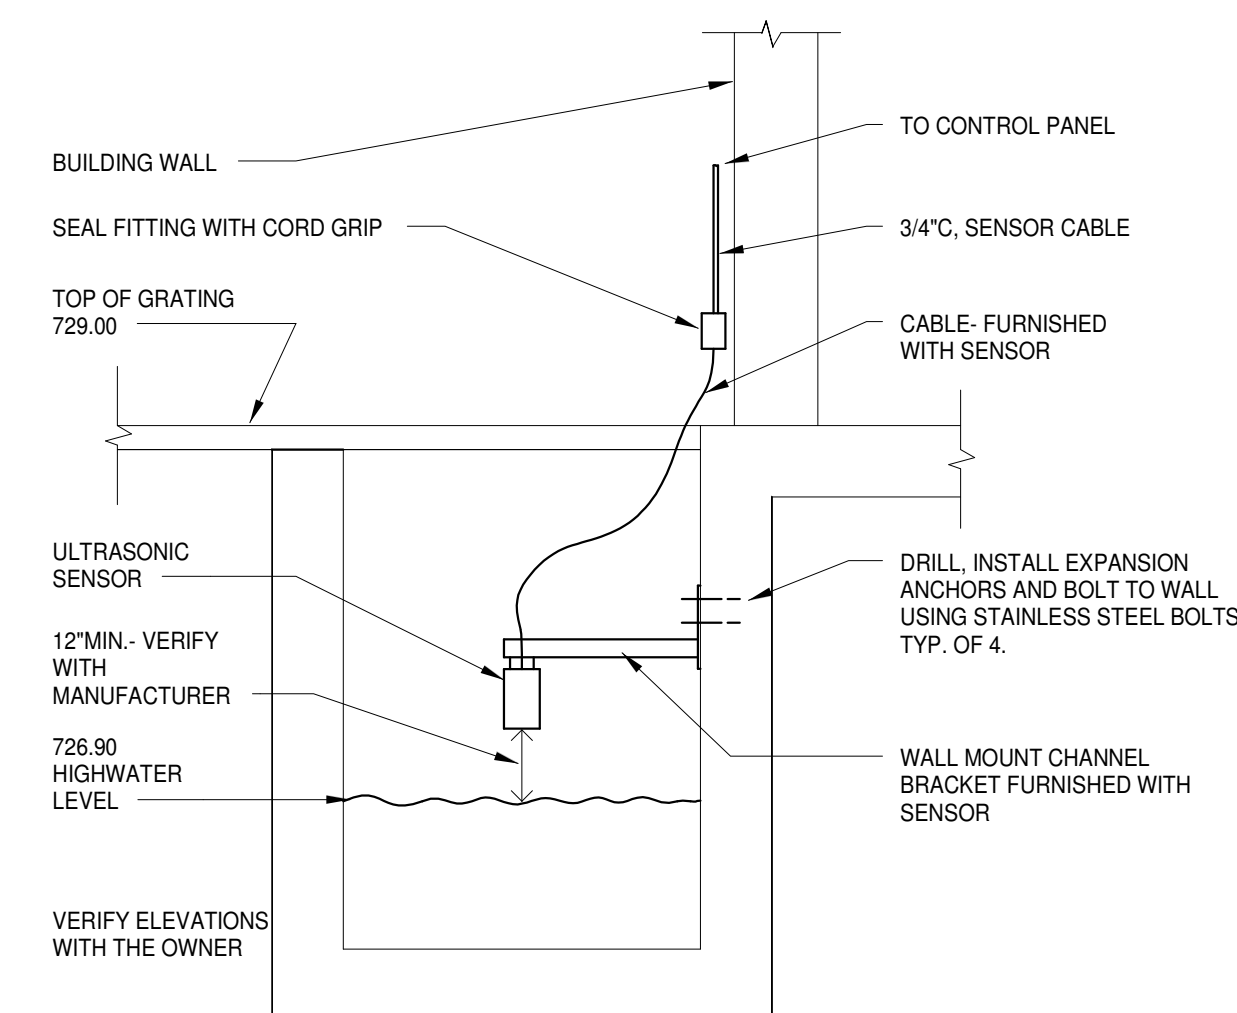 BUILDING WALL
SEAL FITTING WITH CORD GRIP
TOP OF GRATING
729.00
ULTRASONIC
SENSOR
12"MIN.- VERIFY
WITH
MANUFACTURER
726.90
HIGHWATER
LEVEL
VERIFY ELEVATIONS
WITH THE OWNER
TO CONTROL PANEL
3/4"C, SENSOR CABLE
CABLE- FURNISHED
WITH SENSOR
DRILL, INSTALL EXPANSION
ANCHORS AND BOLT TO WALL
USING STAINLESS STEEL BOLTS
TYP. OF 4.
WALL MOUNT CHANNEL
BRACKET FURNISHED WITH
SENSOR